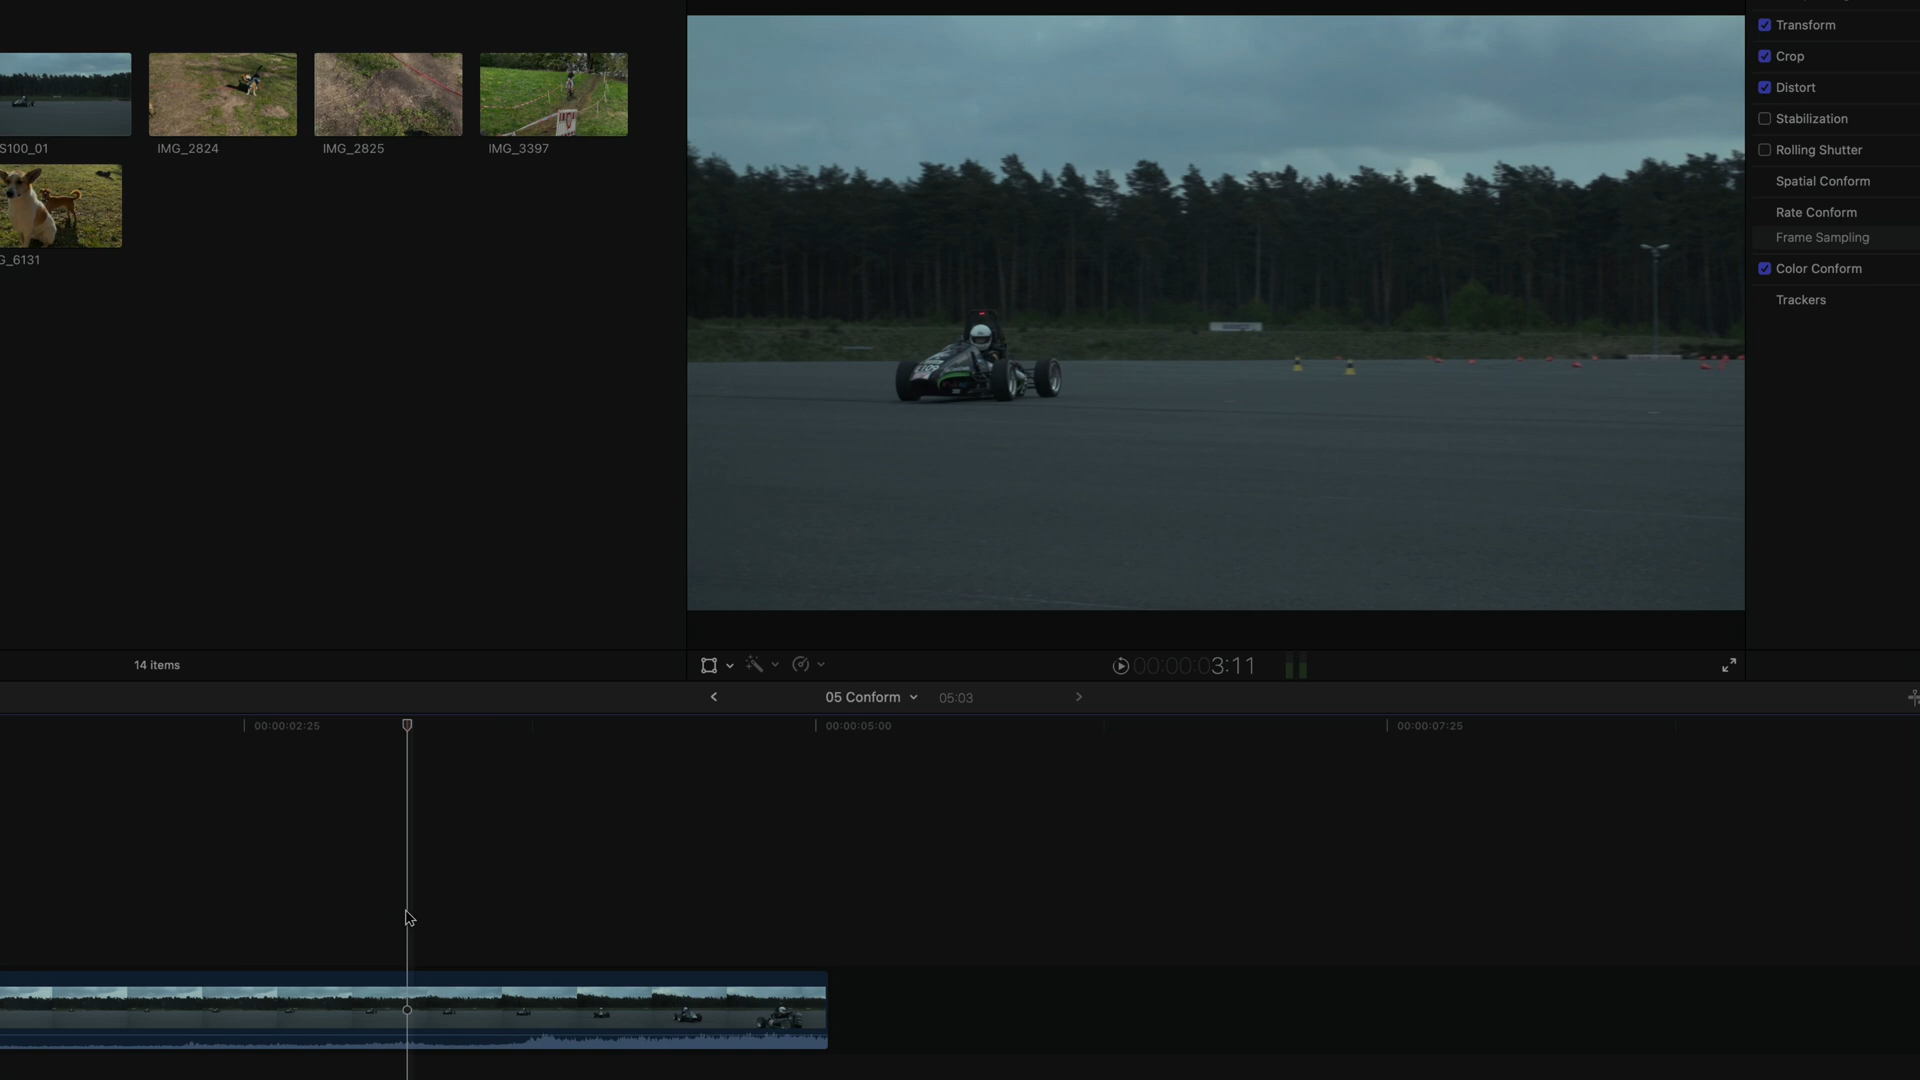 Transform
Crop
Distort
Stabilization
Rolling Shutter
Spatial Conform
Rate Conform
Frame Sampling
Color Conform
Trackers
S100_01
IMG_2824
IMG_2825
IMG_3397
G_6131
14 items
00:00:03:11
05 Conform
05:03
00:00:02:25
00:00:05:00
00:00:07:25